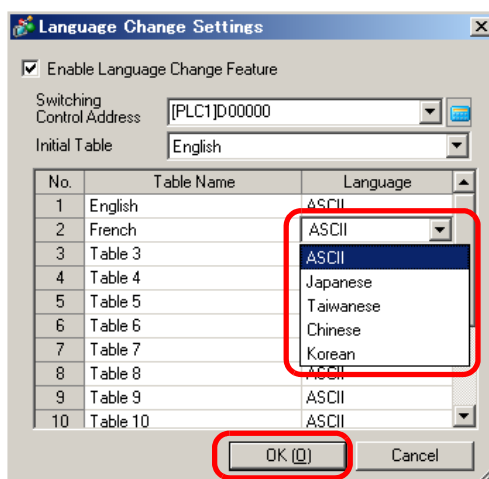 Language Change Settings
Enable Language Change Feature
Switching
Control Address
[PLC1]D00000
Initial Table
English
No. Table Name Language
1 English ASCII
2 French ASCII
3 Table 3 ASCII
4 Table 4 Japanese
5 Table 5 Taiwanese
6 Table 6 Chinese
7 Table 7 Korean
8 Table 8 ASCII
9 Table 9 ASCII
10 Table 10 ASCII
OK (O) Cancel